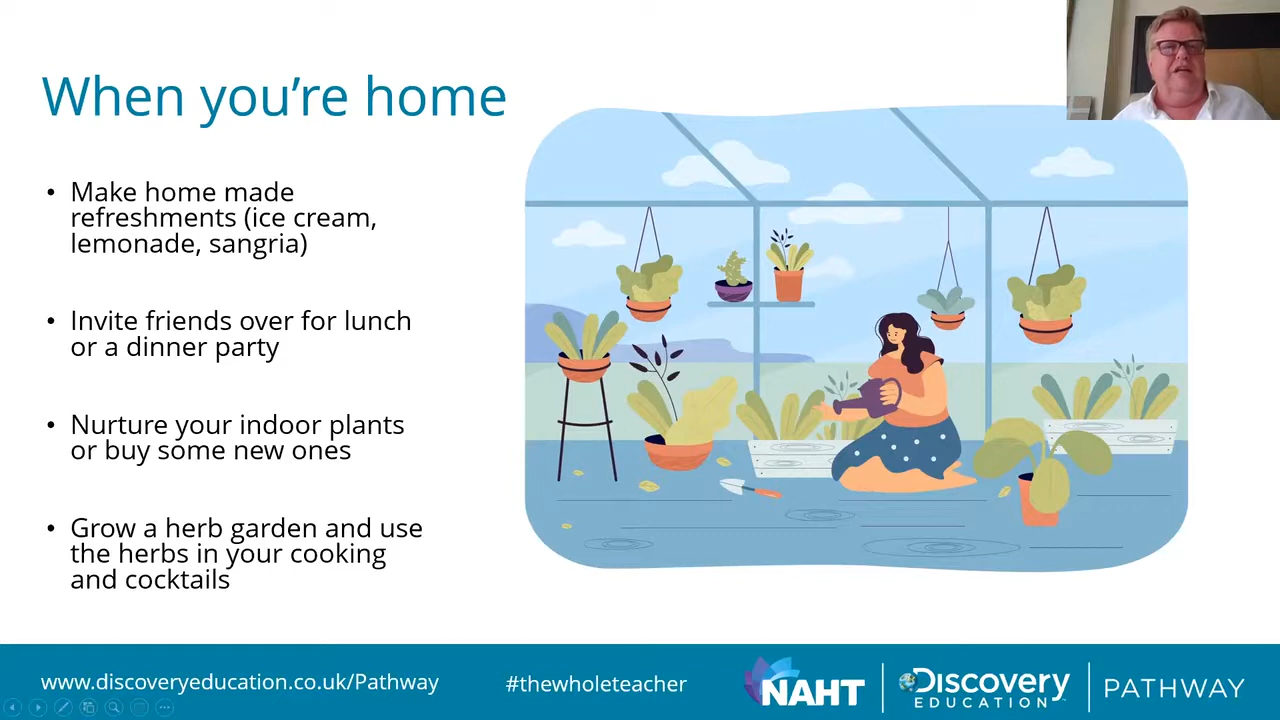 When you're home
• Make home made
refreshments (ice cream,
lemonade, sangria)
• Invite friends over for lunch
or a dinner party
• Nurture your indoor plants
or buy some new ones
• Grow a herb garden and use
the herbs in your cooking
and cocktails
www.discoveryeducation.co.uk/Pathway
#thewholeteacher
NAHT
Discovery
EDUCATION
PATHWAY